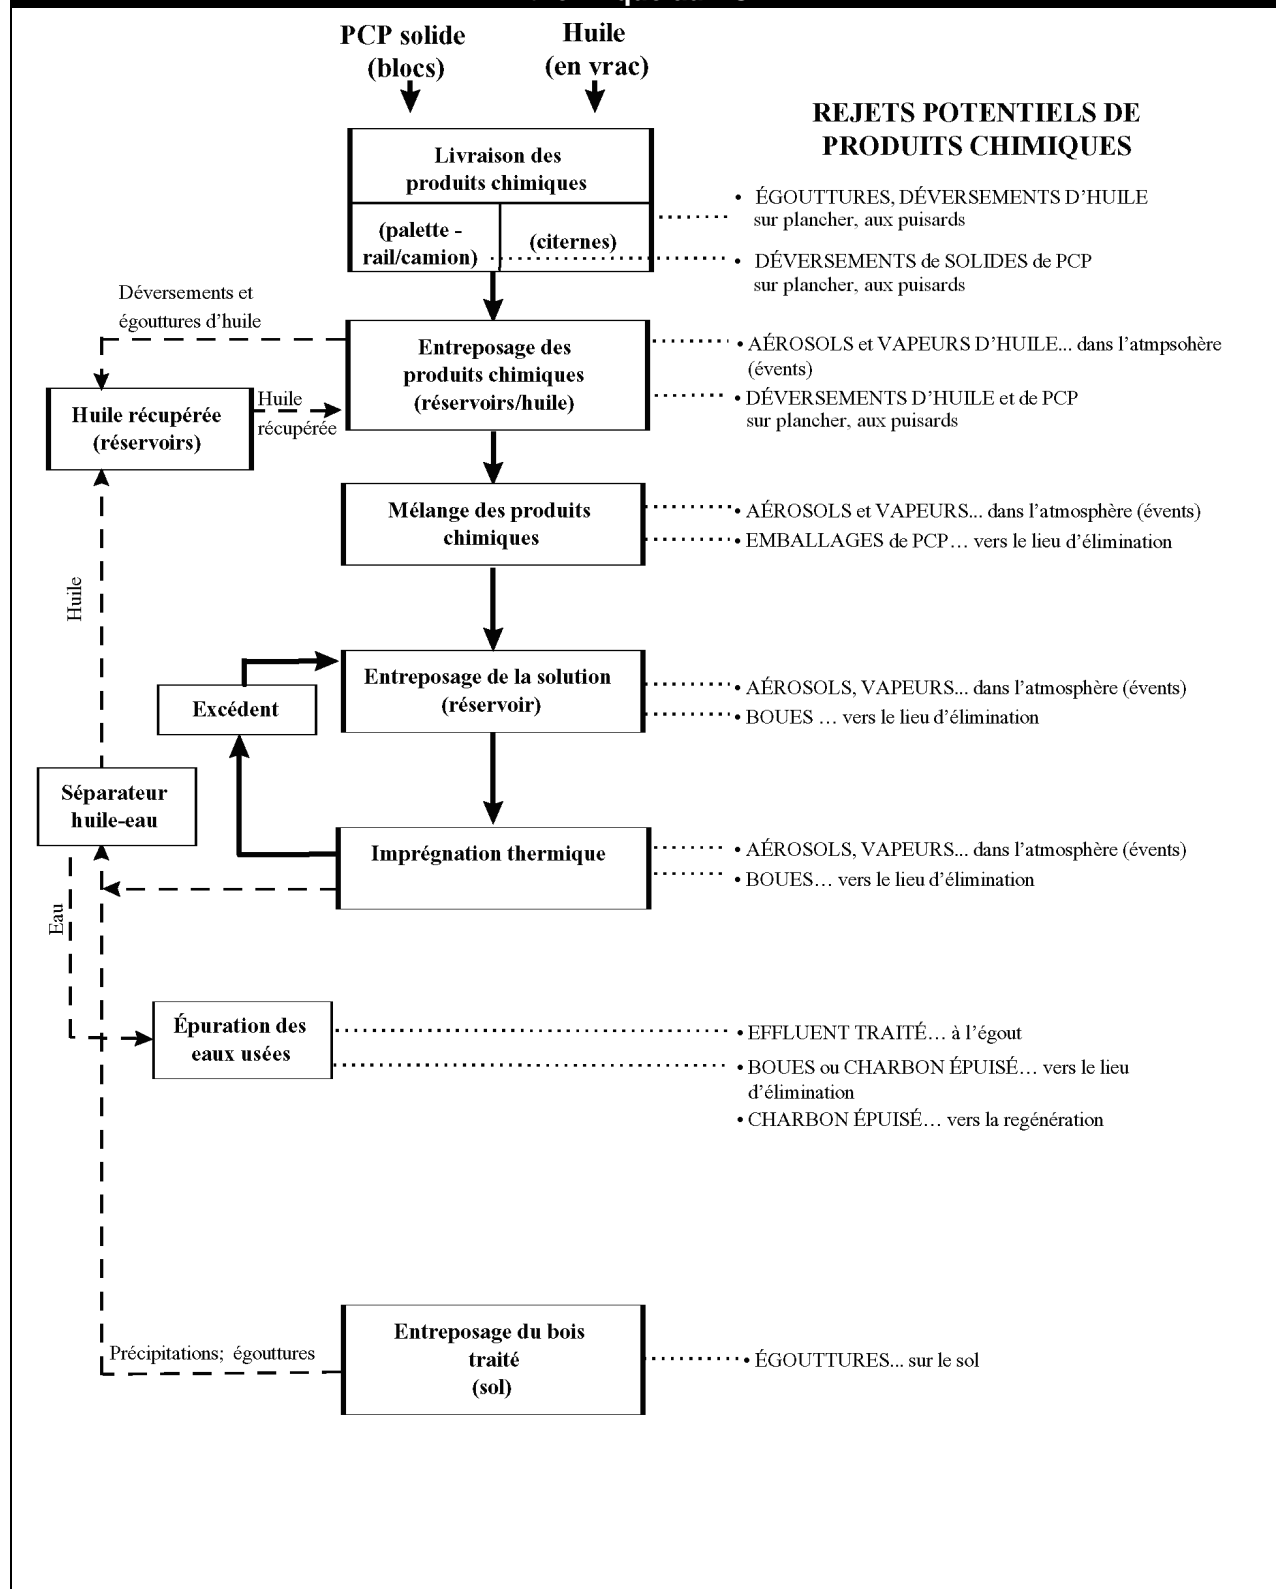 PCP solide
(blocs)
Huile
(en vrac)
REJETS POTENTIELS DE
PRODUITS CHIMIQUES
Livraison des
produits chimiques
(palette -
rail/camion)
(citernes)
• ÉGOUTTURES, DÉVERSEMENTS D’HUILE
sur plancher, aux puisards
• DÉVERSEMENTS de SOLIDES de PCP
sur plancher, aux puisards
Déversements et
égouttures d’huile
Entreposage des
produits chimiques
(réservoirs/huile)
• AÉROSOLS et VAPEURS D’HUILE... dans l’atmpsohère
(évents)
• DÉVERSEMENTS D’HUILE et de PCP
sur plancher, aux puisards
Huile récupérée
(réservoirs)
Huile
récupérée
Mélange des produits
chimiques
• AÉROSOLS et VAPEURS... dans l’atmosphère (évents)
• EMBALLAGES de PCP… vers le lieu d’élimination
Huile
Entreposage de la solution
(réservoir)
• AÉROSOLS, VAPEURS... dans l’atmosphère (évents)
• BOUES … vers le lieu d’élimination
Excédent
Séparateur
huile-eau
Imprégnation thermique
• AÉROSOLS, VAPEURS... dans l’atmosphère (évents)
• BOUES… vers le lieu d’élimination
Eau
Épuration des
eaux usées
• EFFLUENT TRAITÉ… à l’égout
• BOUES ou CHARBON ÉPUISÉ… vers le lieu
d’élimination
• CHARBON ÉPUISÉ… vers la regénération
Précipitations; égouttures
Entreposage du bois
traité
(sol)
• ÉGOUTTURES... sur le sol